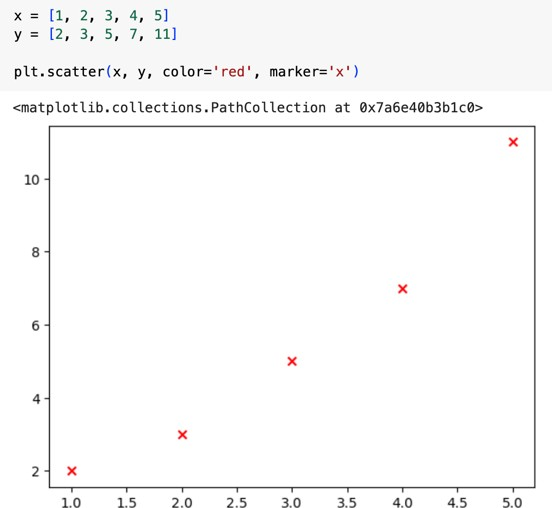 x = [1, 2, 3, 4, 5]
y = [2, 3, 5, 7, 11]
plt.scatter(x, y, color='red', marker='x')
<matplotlib.collections.PathCollection at 0x7a6e40b3b1c0>
10
8
6
4
2
1.0 1.5 2.0 2.5 3.0 3.5 4.0 4.5 5.0